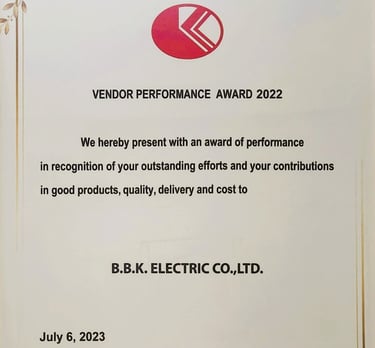 VENDOR PERFORMANCE AWARD 2022
We hereby present with an award of performance
in recognition of your outstanding efforts and your contributions
in good products, quality, delivery and cost to
B.B.K. ELECTRIC CO.,LTD.
July 6, 2023